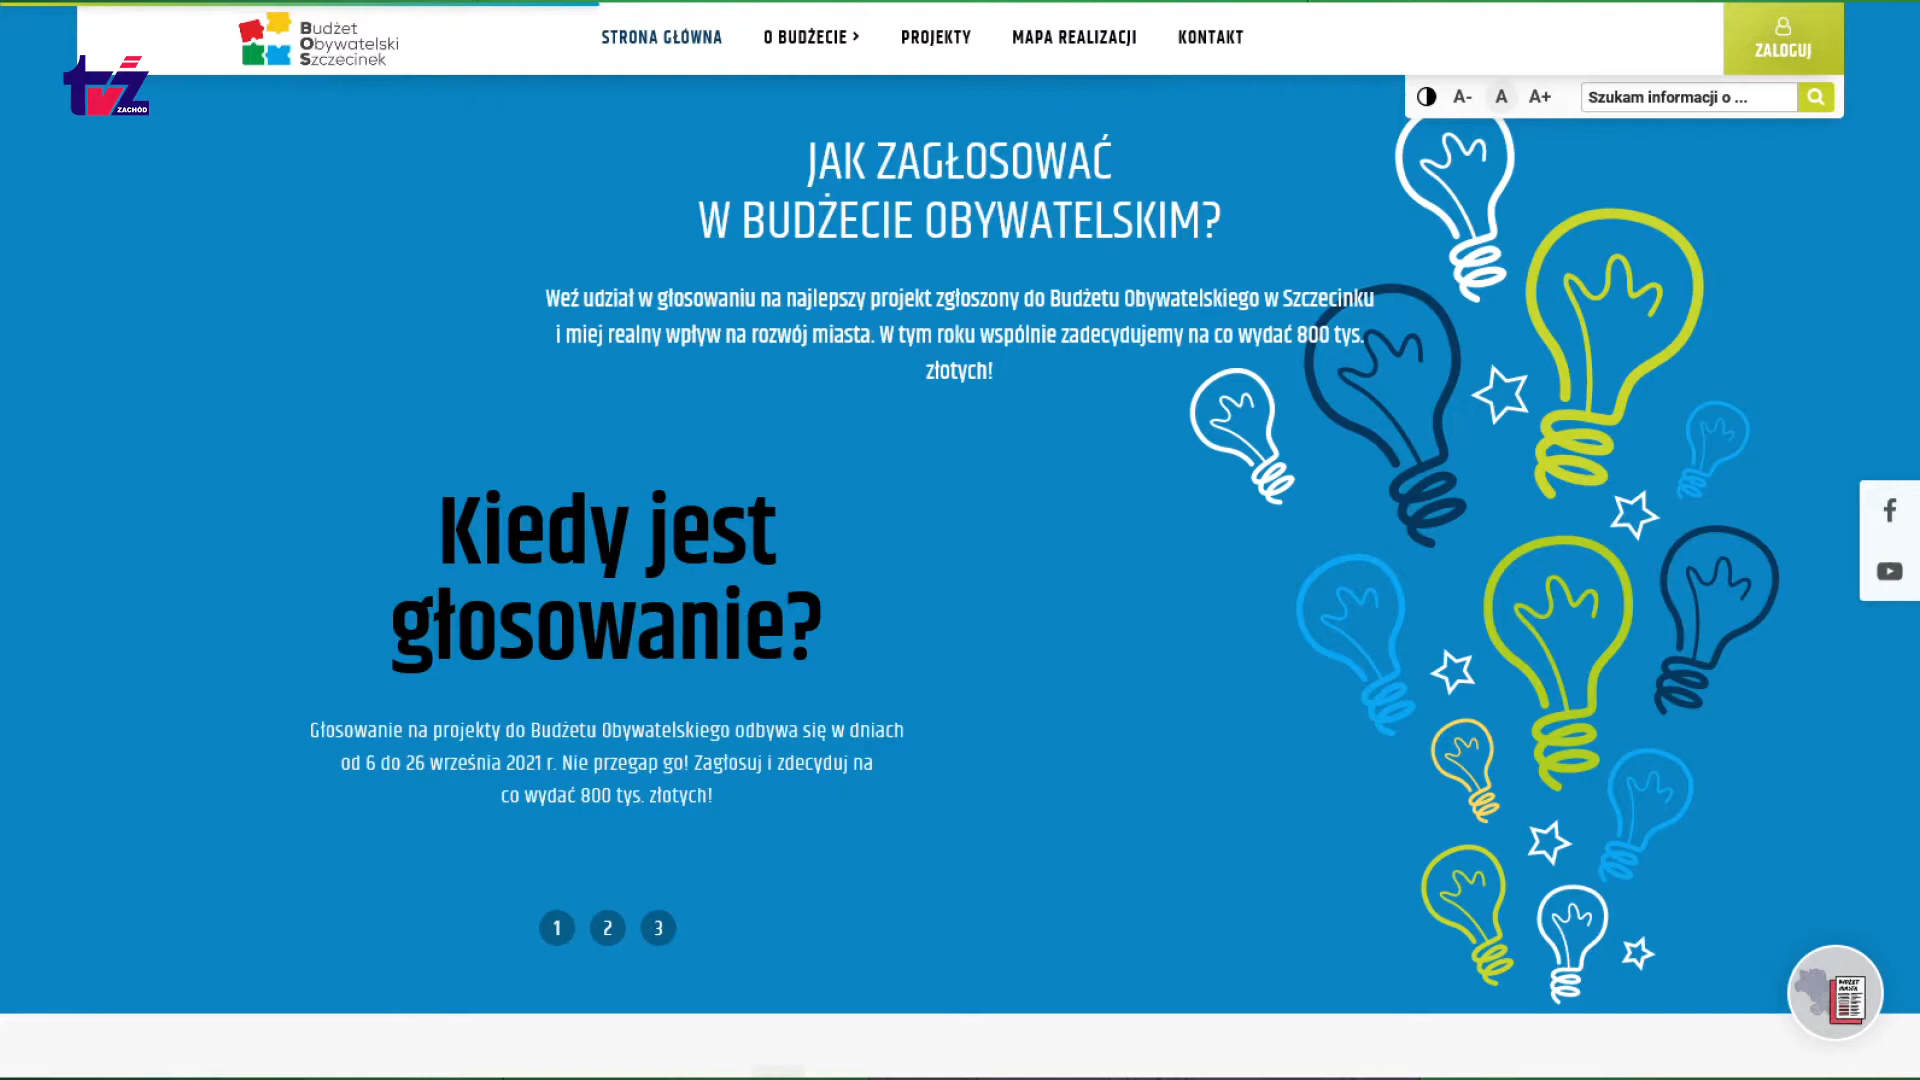 Budżet
Obywatelski
Szczecinek
STRONA GŁÓWNA
O BUDŻECIE
PROJEKTY
MAPA REALIZACJI
KONTAKT
ZALOGUJ
tvż
ZACHÓD
A-
A
A+
Szukam informacji o ...
JAK ZAGŁOSOWAĆ
W BUDŻECIE OBYWATELSKIM?
Weź udział w głosowaniu na najlepszy projekt zgłoszony do Budżetu Obywatelskiego w Szczecinku
i miej realny wpływ na rozwój miasta. W tym roku wspólnie zadecydujemy na co wydać 800 tys.
złotych!
Kiedy jest
głosowanie?
Głosowanie na projekty do Budżetu Obywatelskiego odbywa się w dniach
od 6 do 26 września 2021 r. Nie przegap go! Zagłosuj i zdecyduj na
co wydać 800 tys. złotych!
1
2
3
BUDŻET
MIASTA